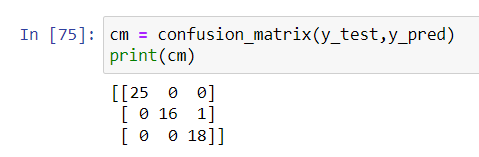 In [75]: cm = confusion_matrix(y_test,y_pred)
print(cm)
[[25  0  0]
 [ 0 16  1]
 [ 0  0 18]]